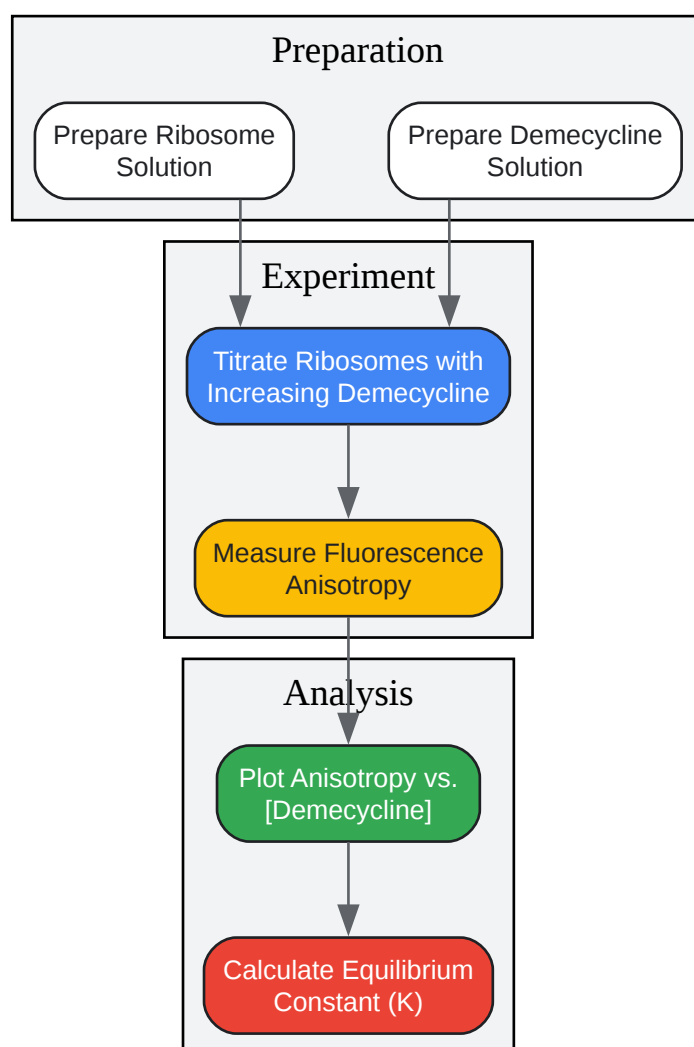 Preparation
Prepare Ribosome
Solution
Prepare Demecycline
Solution
Experiment
Titrate Ribosomes with
Increasing Demecycline
Measure Fluorescence
Anisotropy
Analysis
Plot Anisotropy vs.
[Demecycline]
Calculate Equilibrium
Constant (K)